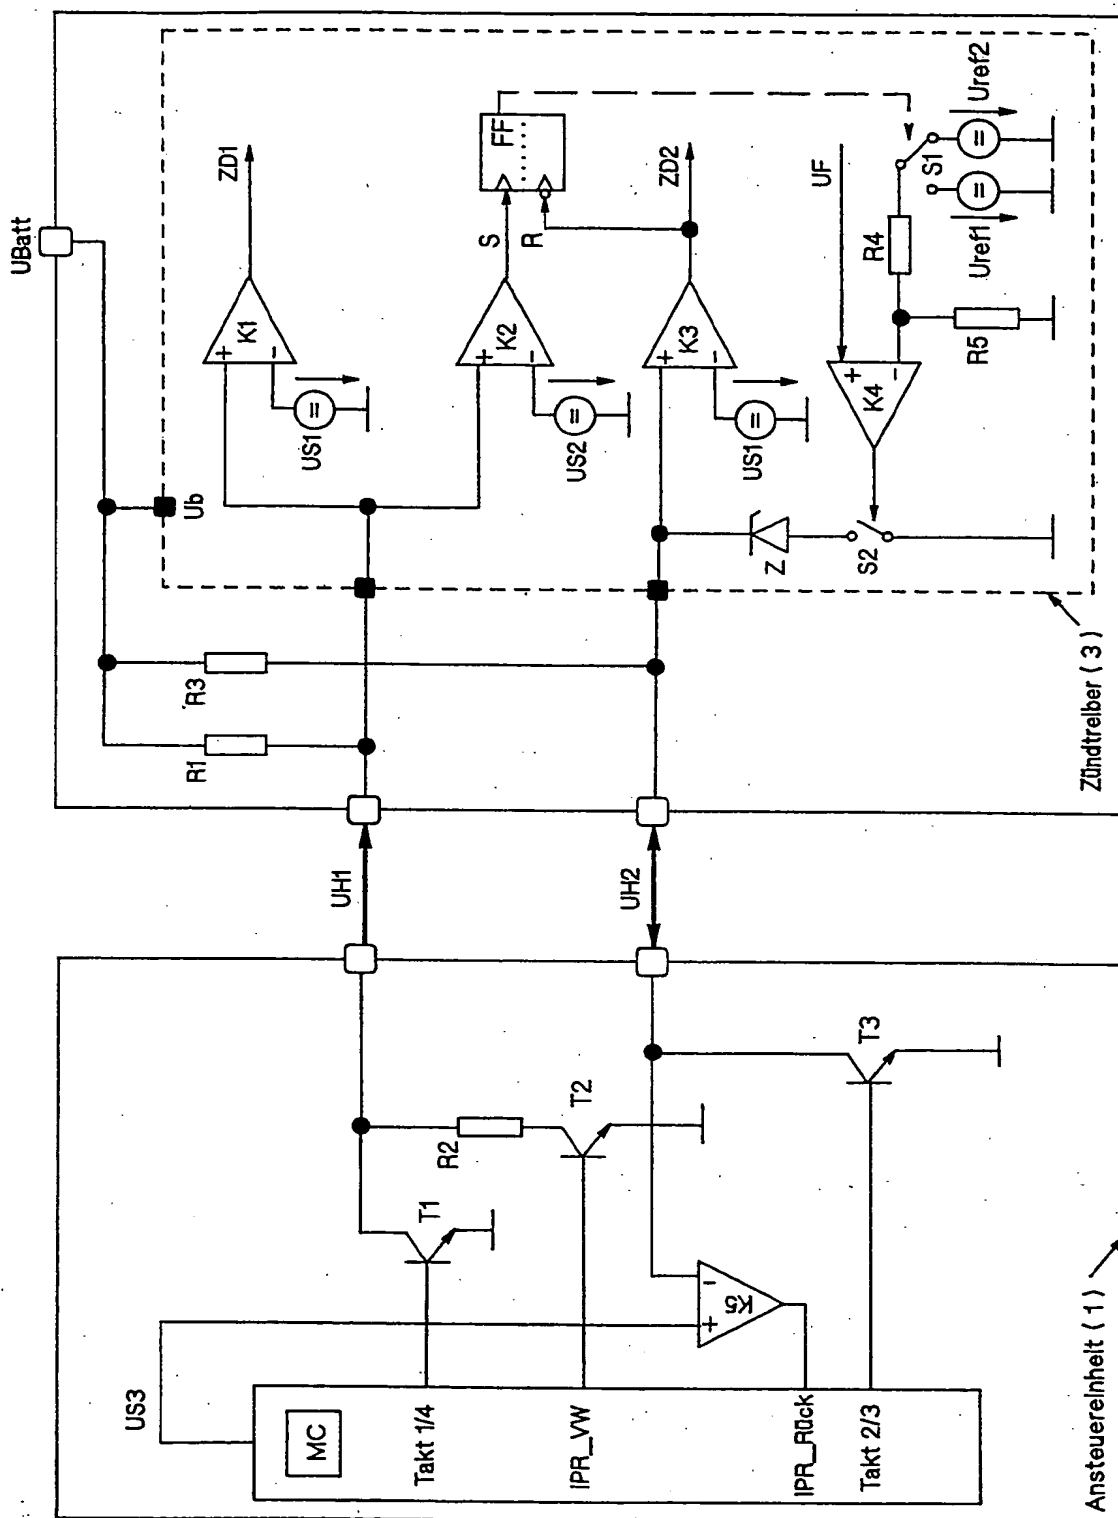 UBatt
ZD1
K1
+
-
US1
Ub
S
R
FF
K2
+
-
US2
ZD2
K3
+
-
US1
UF
R4
S1
Uref1
Uref2
R5
K4
+
-
Z
S2
R1
R3
Zündtreiber ( 3 )
UH1
UH2
T1
R2
T2
T3
K5
+
-
US3
MC
Takt 1/4
IPR_VW
IPR_Rück
Takt 2/3
Ansteuereinheit ( 1 )